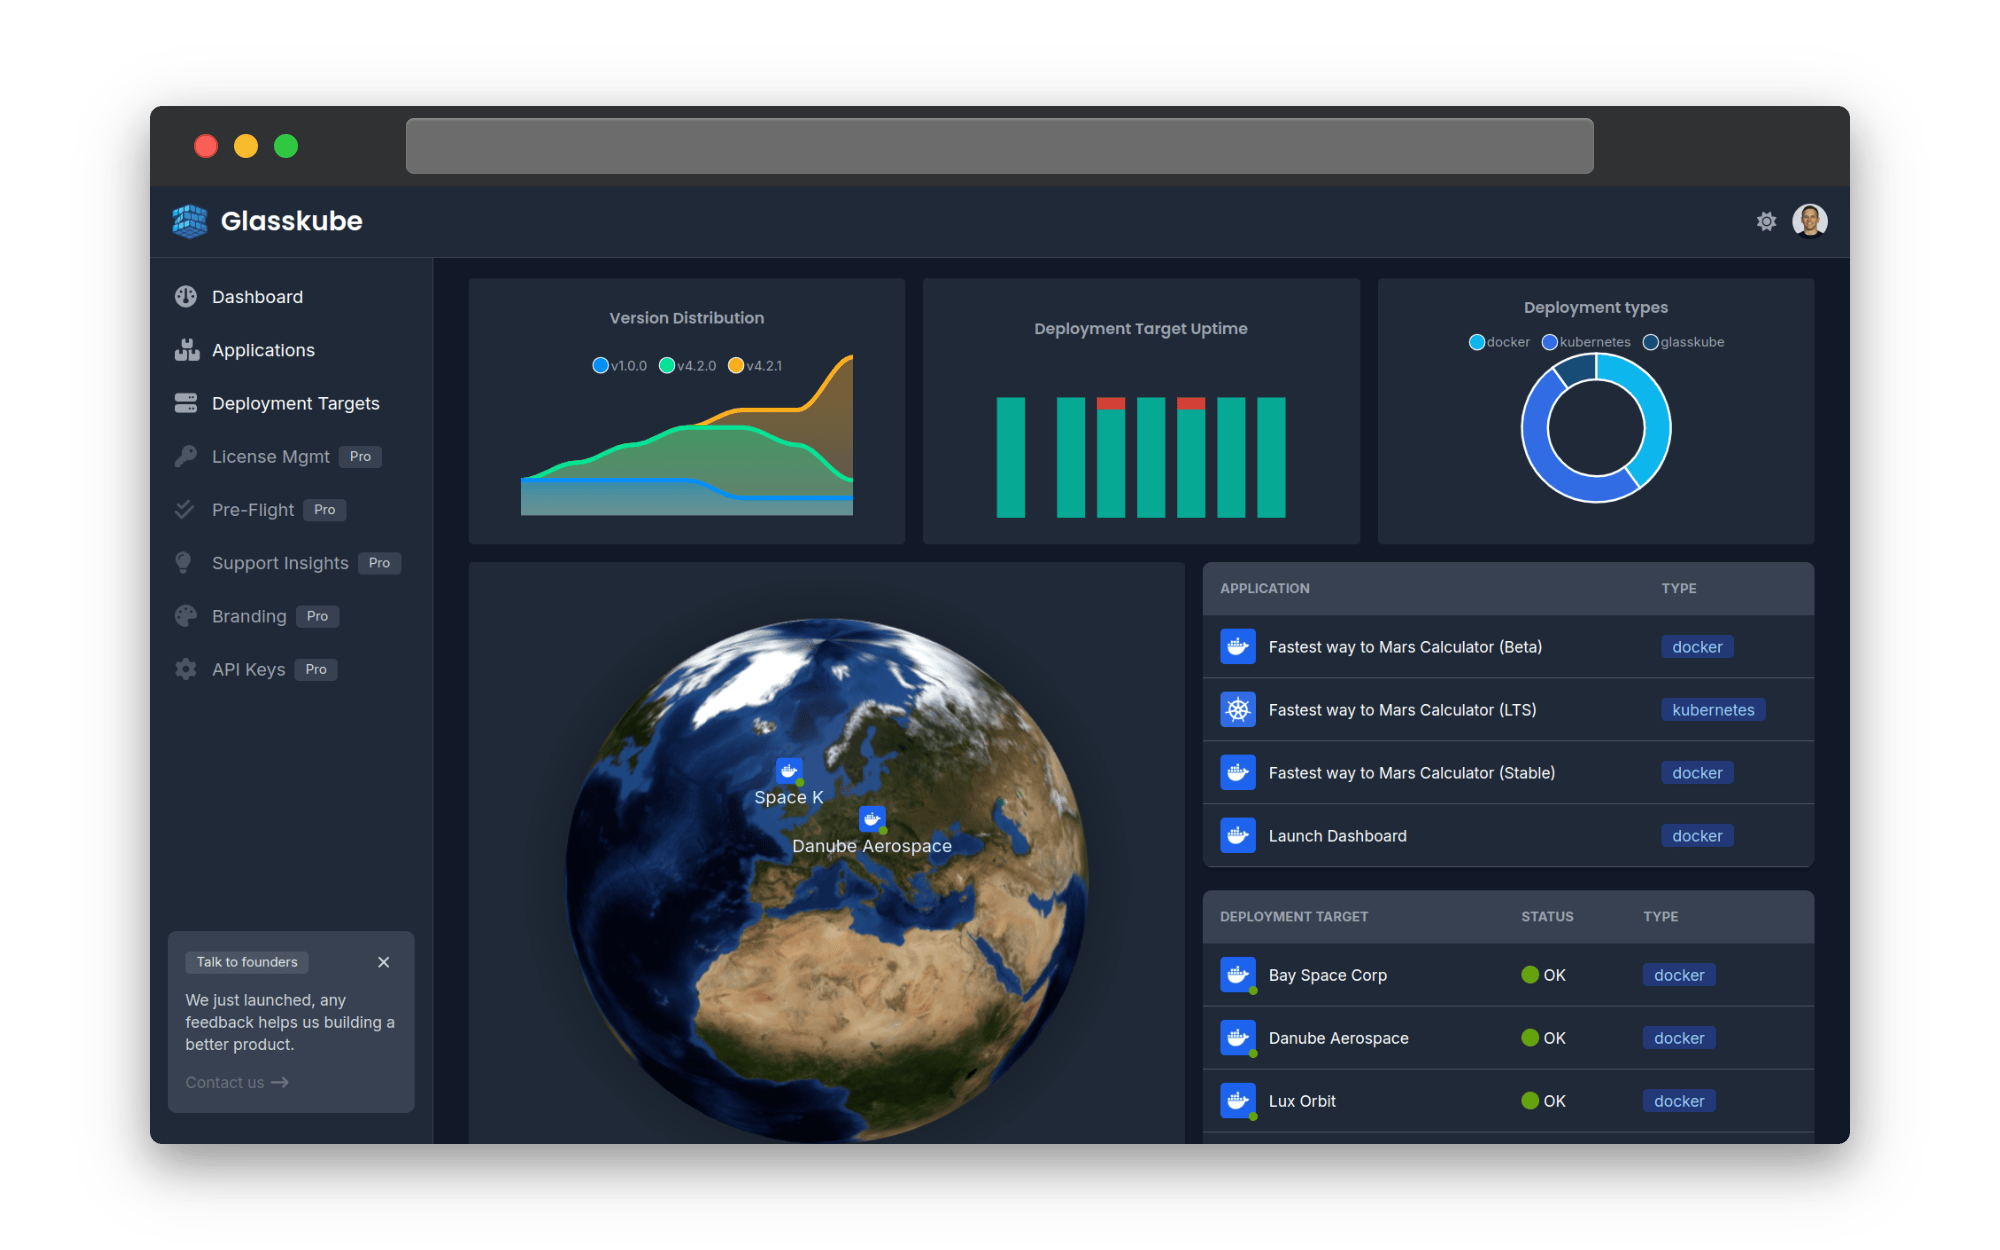 Glasskube
Dashboard
Applications
Deployment Targets
License Mgmt Pro
Pre-Flight Pro
Support Insights Pro
Branding Pro
API Keys Pro
Talk to founders
We just launched, any
feedback helps us building a
better product.
Contact us →
Version Distribution
v1.0.0 v4.2.0 v4.2.1
Deployment Target Uptime
Deployment types
docker kubernetes glasskube
Space K
Danube Aerospace
APPLICATION TYPE
Fastest way to Mars Calculator (Beta) docker
Fastest way to Mars Calculator (LTS) kubernetes
Fastest way to Mars Calculator (Stable) docker
Launch Dashboard docker
DEPLOYMENT TARGET STATUS TYPE
Bay Space Corp OK docker
Danube Aerospace OK docker
Lux Orbit OK docker